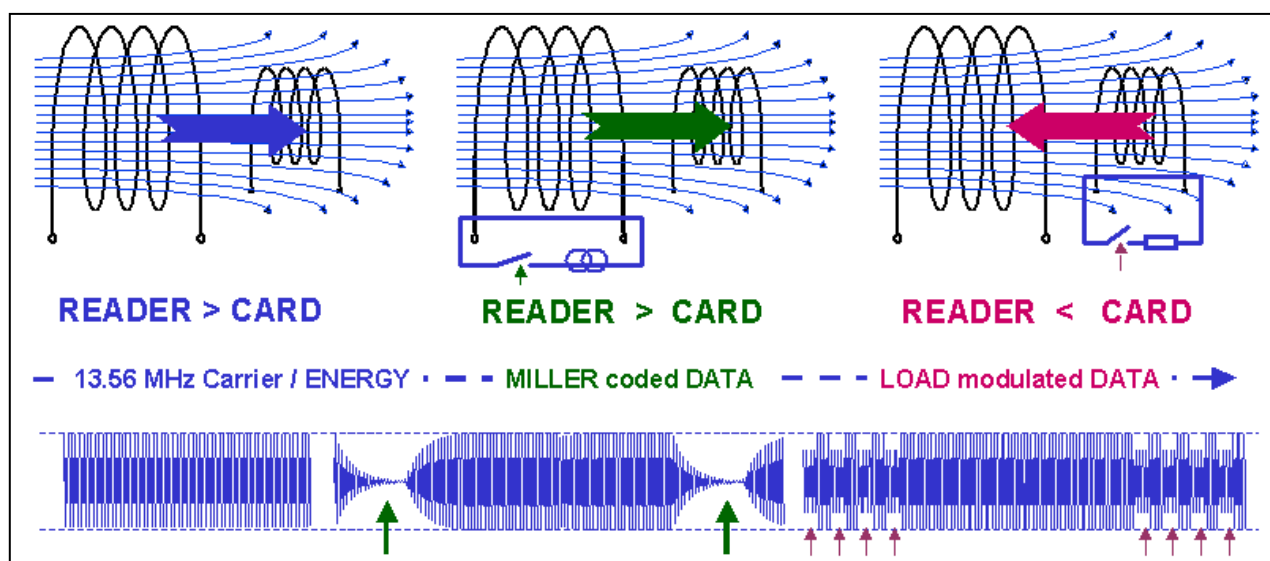 READER > CARD
READER > CARD
READER < CARD
13.56 MHz Carrier / ENERGY
MILLER coded DATA
LOAD modulated DATA